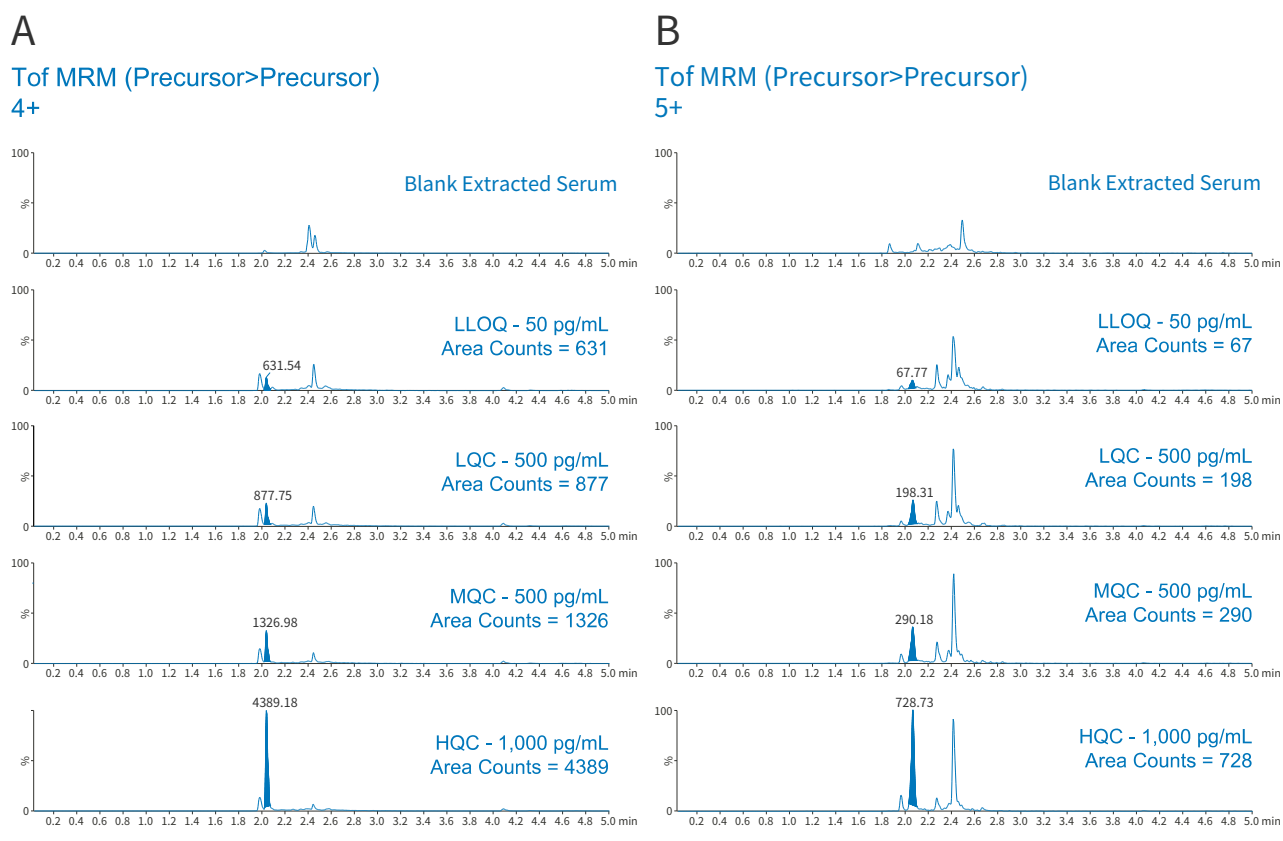 A
Tof MRM (Precursor>Precursor)
4+
100
%
0
Blank Extracted Serum
0.2 0.4 0.6 0.8 1.0 1.2 1.4 1.6 1.8 2.0 2.2 2.4 2.6 2.8 3.0 3.2 3.4 3.6 3.8 4.0 4.2 4.4 4.6 4.8 5.0 min
100
%
0
LLOQ - 50 pg/mL
Area Counts = 631
631.54
0.2 0.4 0.6 0.8 1.0 1.2 1.4 1.6 1.8 2.0 2.2 2.4 2.6 2.8 3.0 3.2 3.4 3.6 3.8 4.0 4.2 4.4 4.6 4.8 5.0 min
100
%
0
LQC - 500 pg/mL
Area Counts = 877
877.75
0.2 0.4 0.6 0.8 1.0 1.2 1.4 1.6 1.8 2.0 2.2 2.4 2.6 2.8 3.0 3.2 3.4 3.6 3.8 4.0 4.2 4.4 4.6 4.8 5.0 min
100
%
0
MQC - 500 pg/mL
Area Counts = 1326
1326.98
0.2 0.4 0.6 0.8 1.0 1.2 1.4 1.6 1.8 2.0 2.2 2.4 2.6 2.8 3.0 3.2 3.4 3.6 3.8 4.0 4.2 4.4 4.6 4.8 5.0 min
4389.18
%
0
HQC - 1,000 pg/mL
Area Counts = 4389
0.2 0.4 0.6 0.8 1.0 1.2 1.4 1.6 1.8 2.0 2.2 2.4 2.6 2.8 3.0 3.2 3.4 3.6 3.8 4.0 4.2 4.4 4.6 4.8 5.0 min
B
Tof MRM (Precursor>Precursor)
5+
100
%
0
Blank Extracted Serum
0.2 0.4 0.6 0.8 1.0 1.2 1.4 1.6 1.8 2.0 2.2 2.4 2.6 2.8 3.0 3.2 3.4 3.6 3.8 4.0 4.2 4.4 4.6 4.8 5.0 min
100
%
0
LLOQ - 50 pg/mL
Area Counts = 67
67.77
0.2 0.4 0.6 0.8 1.0 1.2 1.4 1.6 1.8 2.0 2.2 2.4 2.6 2.8 3.0 3.2 3.4 3.6 3.8 4.0 4.2 4.4 4.6 4.8 5.0 min
100
%
0
LQC - 500 pg/mL
Area Counts = 198
198.31
0.2 0.4 0.6 0.8 1.0 1.2 1.4 1.6 1.8 2.0 2.2 2.4 2.6 2.8 3.0 3.2 3.4 3.6 3.8 4.0 4.2 4.4 4.6 4.8 5.0 min
100
%
0
MQC - 500 pg/mL
Area Counts = 290
290.18
0.2 0.4 0.6 0.8 1.0 1.2 1.4 1.6 1.8 2.0 2.2 2.4 2.6 2.8 3.0 3.2 3.4 3.6 3.8 4.0 4.2 4.4 4.6 4.8 5.0 min
728.73
100
%
0
HQC - 1,000 pg/mL
Area Counts = 728
0.2 0.4 0.6 0.8 1.0 1.2 1.4 1.6 1.8 2.0 2.2 2.4 2.6 2.8 3.0 3.2 3.4 3.6 3.8 4.0 4.2 4.4 4.6 4.8 5.0 min